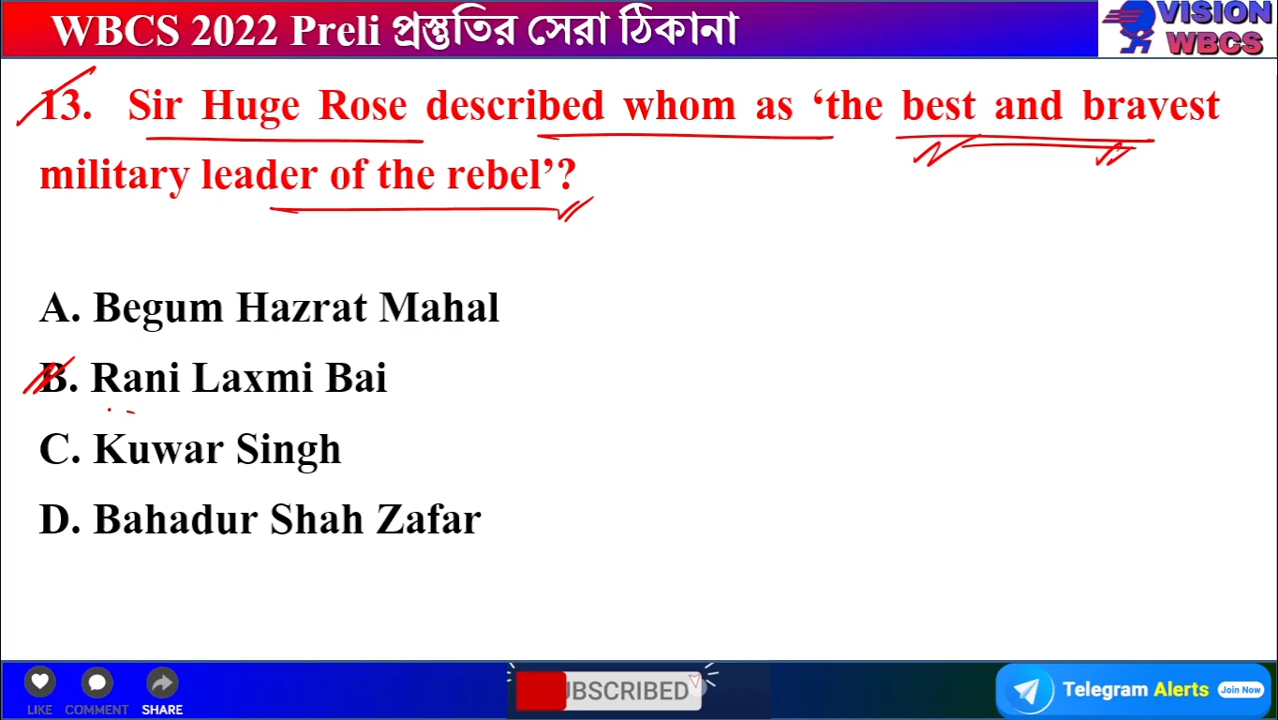 WBCS 2022 Preli প্রস্তুতির সেরা ঠিকানা
VISION
WBCS
13. Sir Huge Rose described whom as ‘the best and bravest
military leader of the rebel’?
A. Begum Hazrat Mahal
B. Rani Laxmi Bai
C. Kuwar Singh
D. Bahadur Shah Zafar
LIKE COMMENT SHARE
UBSCRIBED
Telegram Alerts Join Now